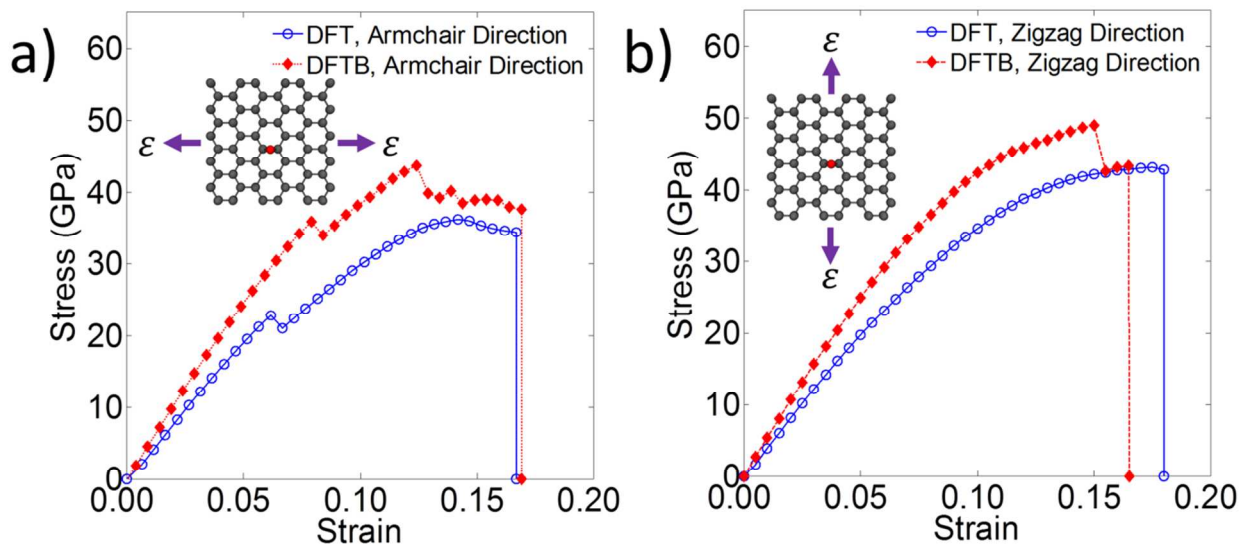 a)
DFT, Armchair Direction
DFTB, Armchair Direction
ε
ε
Stress (GPa)
60
50
40
30
20
10
0
0.00
0.05
0.10
0.15
0.20
Strain
b)
DFT, Zigzag Direction
DFTB, Zigzag Direction
ε
ε
Stress (GPa)
60
50
40
30
20
10
0
0.00
0.05
0.10
0.15
0.20
Strain